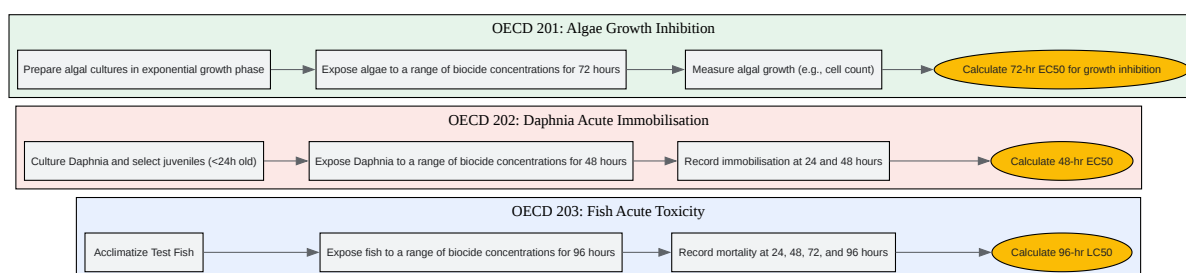 OECD 201: Algae Growth Inhibition
Prepare algal cultures in exponential growth phase
Expose algae to a range of biocide concentrations for 72 hours
Measure algal growth (e.g., cell count)
Calculate 72-hr EC50 for growth inhibition
OECD 202: Daphnia Acute Immobilisation
Culture Daphnia and select juveniles (<24h old)
Expose Daphnia to a range of biocide concentrations for 48 hours
Record immobilisation at 24 and 48 hours
Calculate 48-hr EC50
OECD 203: Fish Acute Toxicity
Acclimatize Test Fish
Expose fish to a range of biocide concentrations for 96 hours
Record mortality at 24, 48, 72, and 96 hours
Calculate 96-hr LC50